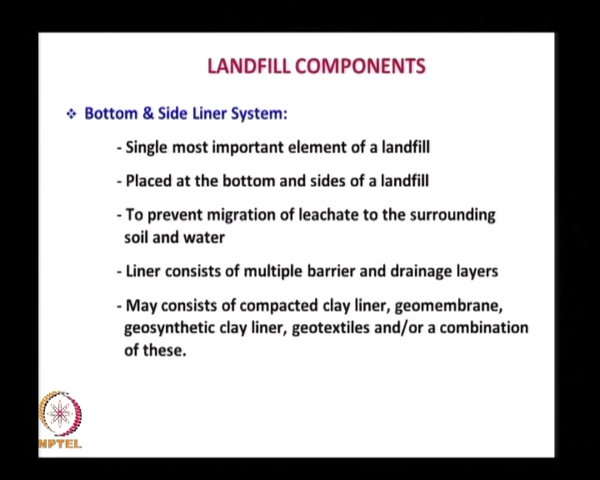 LANDFILL COMPONENTS
❖ Bottom & Side Liner System:
- Single most important element of a landfill
- Placed at the bottom and sides of a landfill
- To prevent migration of leachate to the surrounding
soil and water
- Liner consists of multiple barrier and drainage layers
- May consists of compacted clay liner, geomembrane,
geosynthetic clay liner, geotextiles and/or a combination
of these.
NPTEL